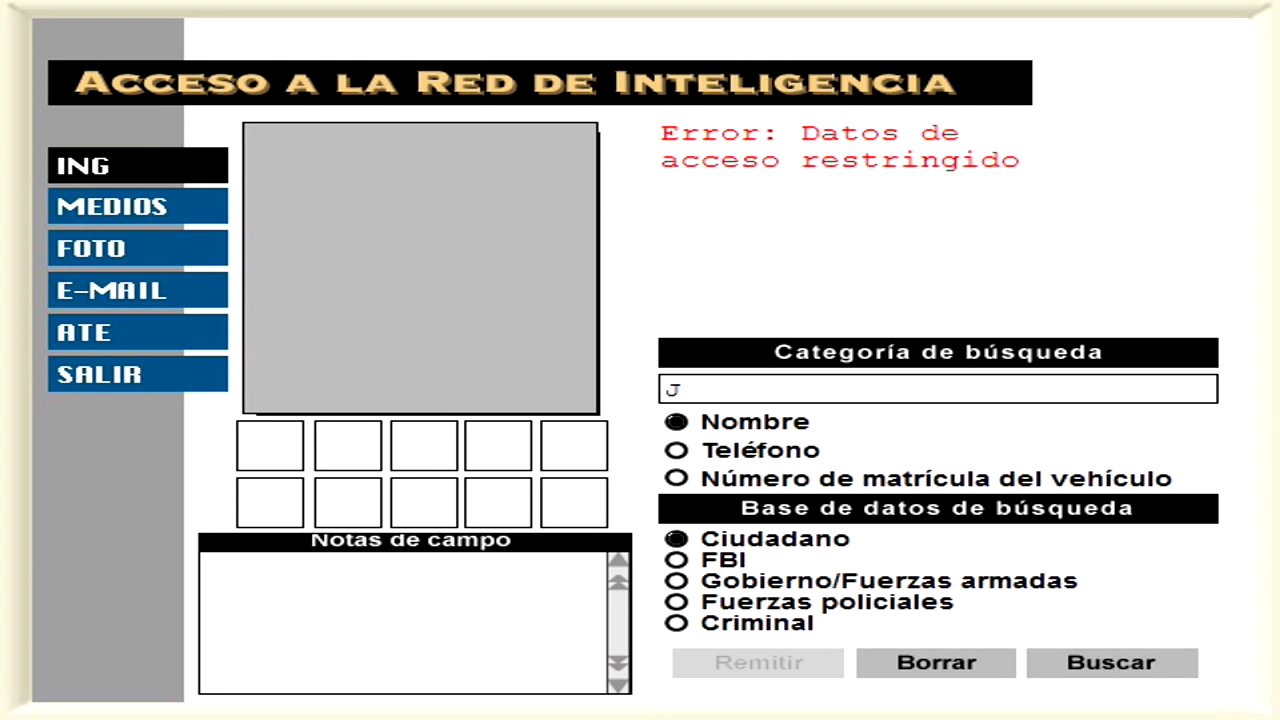 ACCESO A LA RED DE INTELIGENCIA
Error: Datos de
acceso restringido
ING
MEDIOS
FOTO
E-MAIL
ATE
SALIR
Categoría de búsqueda
J
Nombre
Teléfono
Número de matrícula del vehículo
Base de datos de búsqueda
Ciudadano
FBI
Gobierno/Fuerzas armadas
Fuerzas policiales
Criminal
Notas de campo
Remitir
Borrar
Buscar